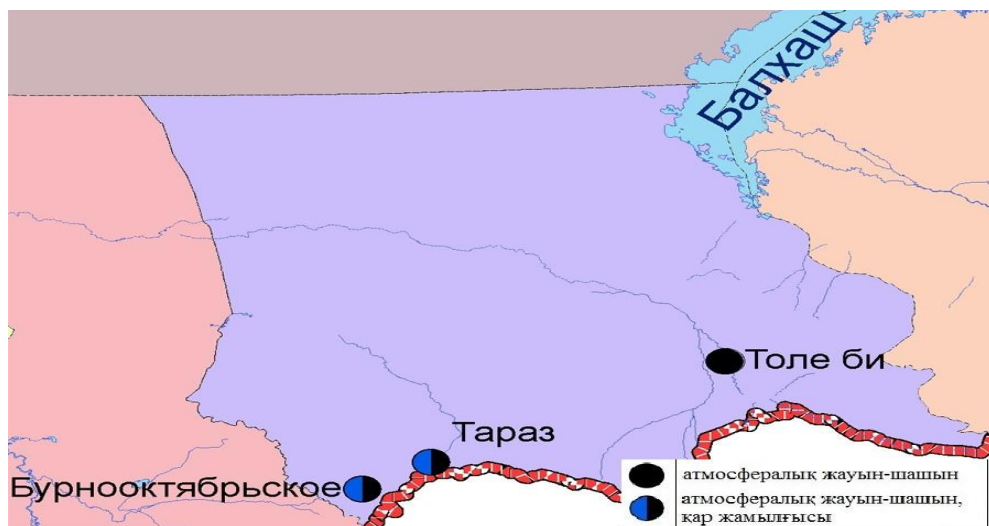 Балхаш
Толе би
Тараз
Бурнооктябрьское
атмосфералық жауын-шашын
атмосфералық жауын-шашын,
қар жамылғысы